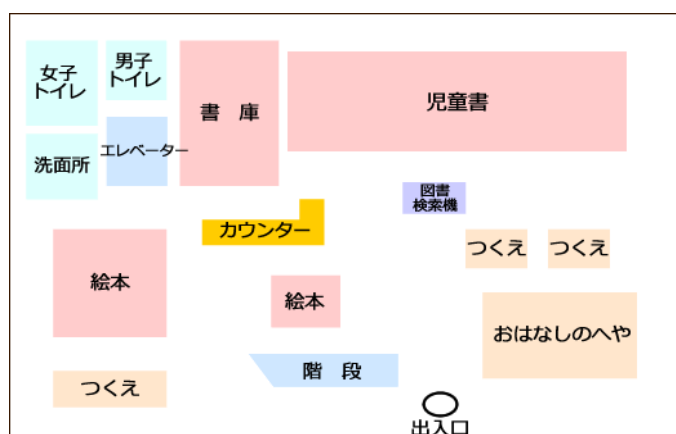 女子
トイレ
男子
トイレ
書 庫
児童書
洗面所
エレベーター
図書
検索機
カウンター
つくえ
つくえ
絵本
絵本
おはなしのへや
階 段
つくえ
出入口